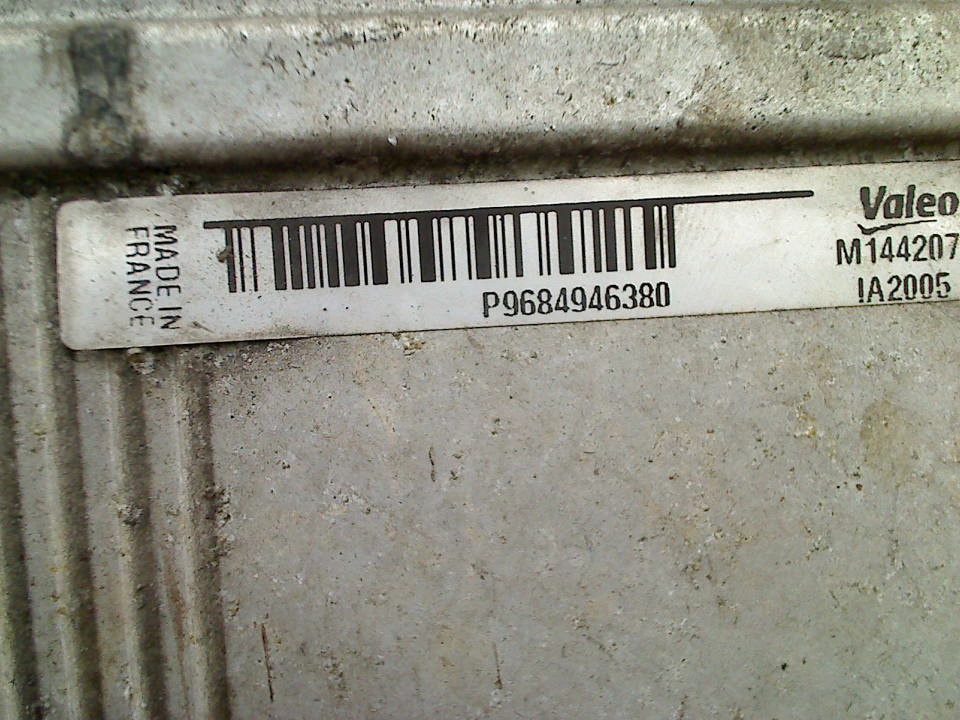 MADE IN
FRANCE
P9684946380
Valeo
M144207
IA2005